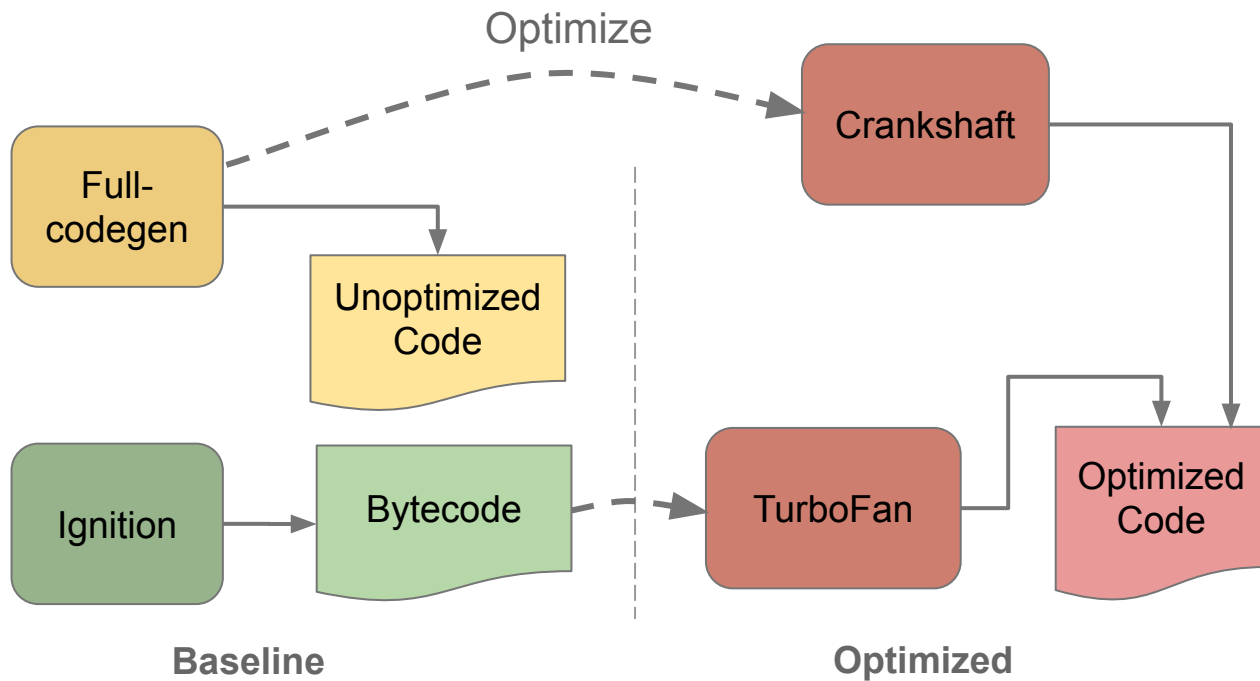 Optimize
Crankshaft
Full-
codegen
Unoptimized
Code
Ignition
Bytecode
TurboFan
Optimized
Code
Baseline
Optimized